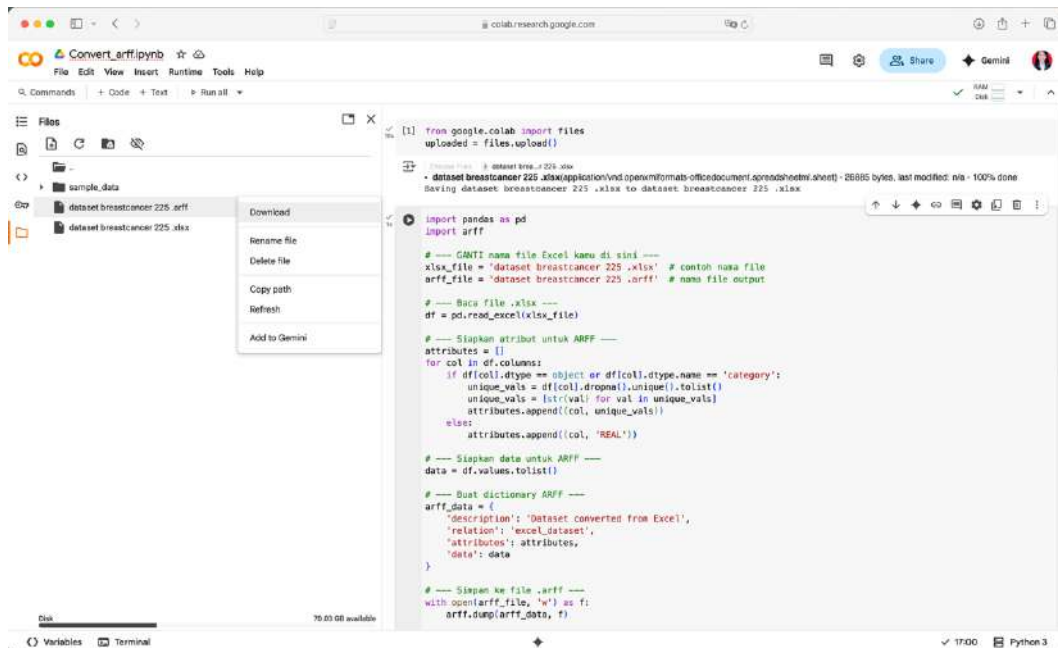 colab.research.google.com
CO
Convert_arff.ipynb
File Edit View Insert Runtime Tools Help
Share
Gemini
Commands + Code + Text Run all
RAM
Disk
Files
..
sample_data
dataset breastcancer 225 .arff
dataset breastcancer 225 .xlsx
Download
Rename file
Delete file
Copy path
Refresh
Add to Gemini
Disk
70.03 GB available
[1] from google.colab import files
uploaded = files.upload()
Choose Files dataset brea...r 225 .xlsx
• dataset breastcancer 225 .xlsx(application/vnd.openxmlformats-officedocument.spreadsheetml.sheet) - 26885 bytes, last modified: n/a - 100% done
Saving dataset breastcancer 225 .xlsx to dataset breastcancer 225 .xlsx
import pandas as pd
import arff
# --- GANTI nama file Excel kamu di sini ---
xlsx_file = 'dataset breastcancer 225 .xlsx' # contoh nama file
arff_file = 'dataset breastcancer 225 .arff' # nama file output
# --- Baca file .xlsx ---
df = pd.read_excel(xlsx_file)
# --- Siapkan atribut untuk ARFF ---
attributes = []
for col in df.columns:
if df[col].dtype == object or df[col].dtype.name == 'category':
unique_vals = df[col].dropna().unique().tolist()
unique_vals = [str(val) for val in unique_vals]
attributes.append((col, unique_vals))
else:
attributes.append((col, 'REAL'))
# --- Siapkan data untuk ARFF ---
data = df.values.tolist()
# --- Buat dictionary ARFF ---
arff_data = {
'description': 'Dataset converted from Excel',
'relation': 'excel_dataset',
'attributes': attributes,
'data': data
}
# --- Simpan ke file .arff ---
with open(arff_file, 'w') as f:
arff.dump(arff_data, f)
Variables Terminal
17:00 Python 3